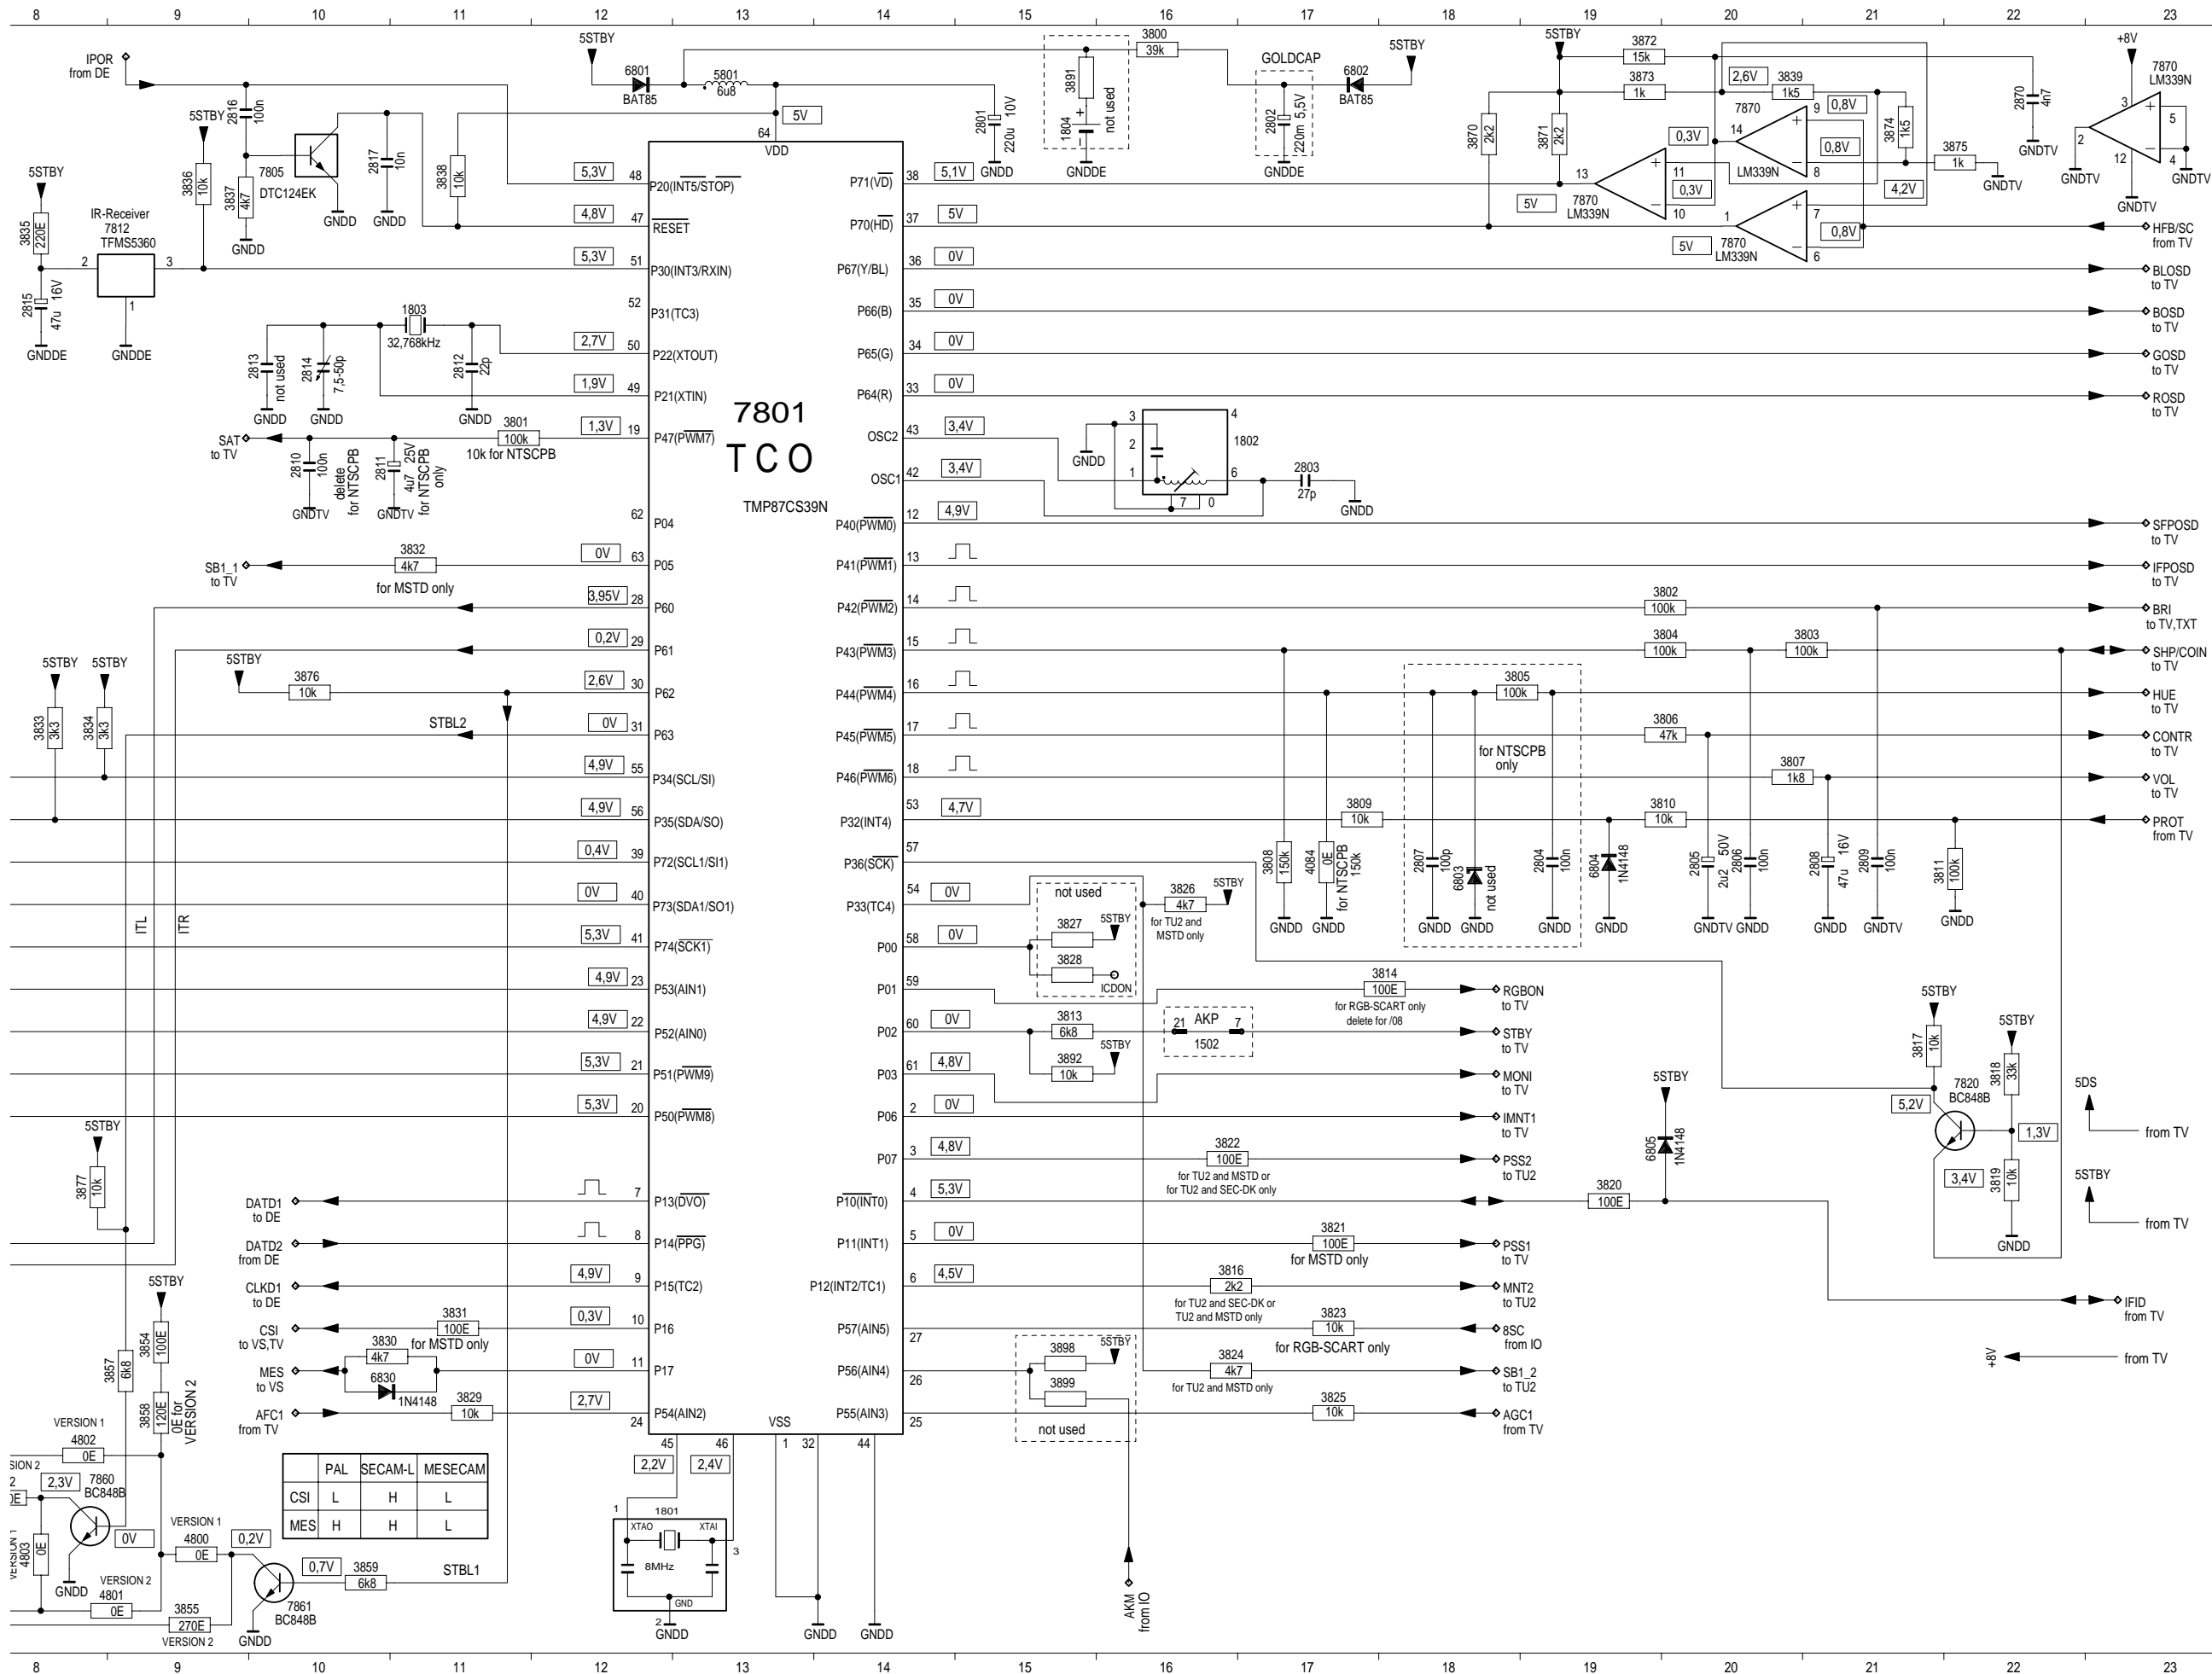 8 9 10 11 12 13 14 15 16 17 18 19 20 21 22 23
IPOR
from DE
5STBY
2816
100n
7805
DTC124EK
2817
10n
3836
10k
3837
4k7
3838
10k
GNDD
GNDD
GNDD
5STBY
3835
220E
IR-Receiver
7812
TFMS5360
2 3
1
2815
47u 16V
GNDDE
GNDDE
5STBY
6801
BAT85
5801
6u8
5V
64
VDD
2801
220u 10V
GNDD
3891
1804
+
not used
GNDDE
3800
39k
GOLDCAP
2802
220m 5,5V
GNDDE
6802
BAT85
5STBY
5STBY
3872
15k
3873
1k
2,6V
3839
1k5
0,8V
3870
2k2
3871
2k2
0,3V
7870
LM339N
14 9 8
+
−
0,8V
3874
1k5
3875
1k
GNDTV
4,2V
13 11 10
+
−
0,3V
7870
LM339N
5V
1 7 6
+
−
0,8V
7870
LM339N
5V
2870
4n7
GNDTV
+8V
7870
LM339N
3 5 2 12 4
GNDTV
GNDTV
GNDTV
5,3V 48 P20(INT5/STOP)
4,8V 47 RESET
5,3V 51 P30(INT3/RXIN)
52 P31(TC3)
2,7V 50 P22(XTOUT)
1,9V 49 P21(XTIN)
1,3V 19 P47(PWM7)
62 P04
0V 63 P05
3,95V 28 P60
0,2V 29 P61
2,6V 30 P62
0V 31 P63
4,9V 55 P34(SCL/SI)
4,9V 56 P35(SDA/SO)
0,4V 39 P72(SCL1/SI1)
0V 40 P73(SDA1/SO1)
5,3V 41 P74(SCK1)
4,9V 23 P53(AIN1)
4,9V 22 P52(AIN0)
5,3V 21 P51(PWM9)
5,3V 20 P50(PWM8)
7 P13(DVO)
8 P14(PPG)
4,9V 9 P15(TC2)
0,3V 10 P16
0V 11 P17
2,7V 24 P54(AIN2)
7801
TCO
TMP87CS39N
P71(VD) 38 5,1V
P70(HD) 37 5V
P67(Y/BL) 36 0V
P66(B) 35 0V
P65(G) 34 0V
P64(R) 33 0V
OSC2 43 3,4V
OSC1 42 3,4V
P40(PWM0) 12 4,9V
P41(PWM1) 13
P42(PWM2) 14
P43(PWM3) 15
P44(PWM4) 16
P45(PWM5) 17
P46(PWM6) 18
P32(INT4) 53 4,7V
P36(SCK) 57
P33(TC4) 54 0V
P00 58 0V
P01 59
P02 60 0V
P03 61 4,8V
P06 2 0V
P07 3 4,8V
P10(INT0) 4 5,3V
P11(INT1) 5 0V
P12(INT2/TC1) 6 4,5V
P57(AIN5) 27
P56(AIN4) 26
P55(AIN3) 25
VSS
45 46 1 32 44
2,2V 2,4V
1803
32,768kHz
2813
not used
2814
7,5-50p
2812
22p
GNDD GNDD GNDD
SAT
to TV
3801
100k
10k for NTSCPB
2810
100n
delete
for NTSCPB
2811
4u7 25V
for NTSCPB
only
GNDTV GNDTV
SB1_1
to TV
3832
4k7
for MSTD only
5STBY 5STBY
3833
3k3
3834
3k3
5STBY
3876
10k
STBL2
ITL
ITR
5STBY
3877
10k
DATD1
to DE
DATD2
from DE
CLKD1
to DE
CSI
to VS,TV
3831
100E
for MSTD only
MES
to VS
3830
4k7
6830
1N4148
AFC1
from TV
3829
10k
5STBY
3854
100E
3857
6k8
3858
120E
0E for
VERSION 2
VERSION 1
4802
0E
2,3V
7860
BC848B
0V
GNDD
VERSION 1
4803
0E
VERSION 1
4800
0E
0,2V
VERSION 2
4801
0E
3855
270E
VERSION 2
7861
BC848B
GNDD
0,7V
3859
6k8
STBL1
PAL SECAM-L MESECAM
CSI L H L
MES H H L
1 1801
XTAO XTAI
3
8MHz
GND
2
GNDD
GNDD GNDD
3 4
2
1 6
7 0
1802
GNDD
2803
27p
GNDD
HFB/SC
from TV
BLOSD
to TV
BOSD
to TV
GOSD
to TV
ROSD
to TV
SFPOSD
to TV
IFPOSD
to TV
3802
100k
BRI
to TV,TXT
3804
100k
3803
100k
SHP/COIN
to TV
3805
100k
HUE
to TV
for NTSCPB
only
3806
47k
CONTR
to TV
3807
1k8
VOL
to TV
3809
10k
3810
10k
PROT
from TV
3808
150k
4084
0E
for NTSCPB
150k
2807
100p
6803
not used
2804
100n
6804
1N4148
2805
2u2 50V
2806
100n
2808
47u 16V
2809
100n
3811
100k
GNDD GNDD GNDD GNDD GNDD GNDD GNDTV GNDD GNDD GNDTV GNDD
not used
3827
5STBY
3828
ICDON
3826
4k7
5STBY
for TU2 and
MSTD only
3814
100E
for RGB-SCART only
delete for /08
RGBON
to TV
3813
6k8
21 AKP 7
1502
STBY
to TV
3892
10k
5STBY
MONI
to TV
IMNT1
to TV
3822
100E
for TU2 and MSTD or
for TU2 and SEC-DK only
PSS2
to TU2
5STBY
6805
1N4148
3820
100E
3821
100E
for MSTD only
PSS1
to TV
3816
2k2
for TU2 and SEC-DK or
TU2 and MSTD only
MNT2
to TU2
3823
10k
for RGB-SCART only
8SC
from IO
3898
5STBY
3899
not used
3824
4k7
for TU2 and MSTD only
SB1_2
to TU2
3825
10k
AGC1
from TV
AKM
from IO
5STBY
3817
10k
5STBY
3818
33k
7820
BC848B
5,2V
1,3V
3,4V
3819
10k
GNDD
5DS
from TV
5STBY
from TV
IFID
from TV
+8V
from TV
8 9 10 11 12 13 14 15 16 17 18 19 20 21 22 23